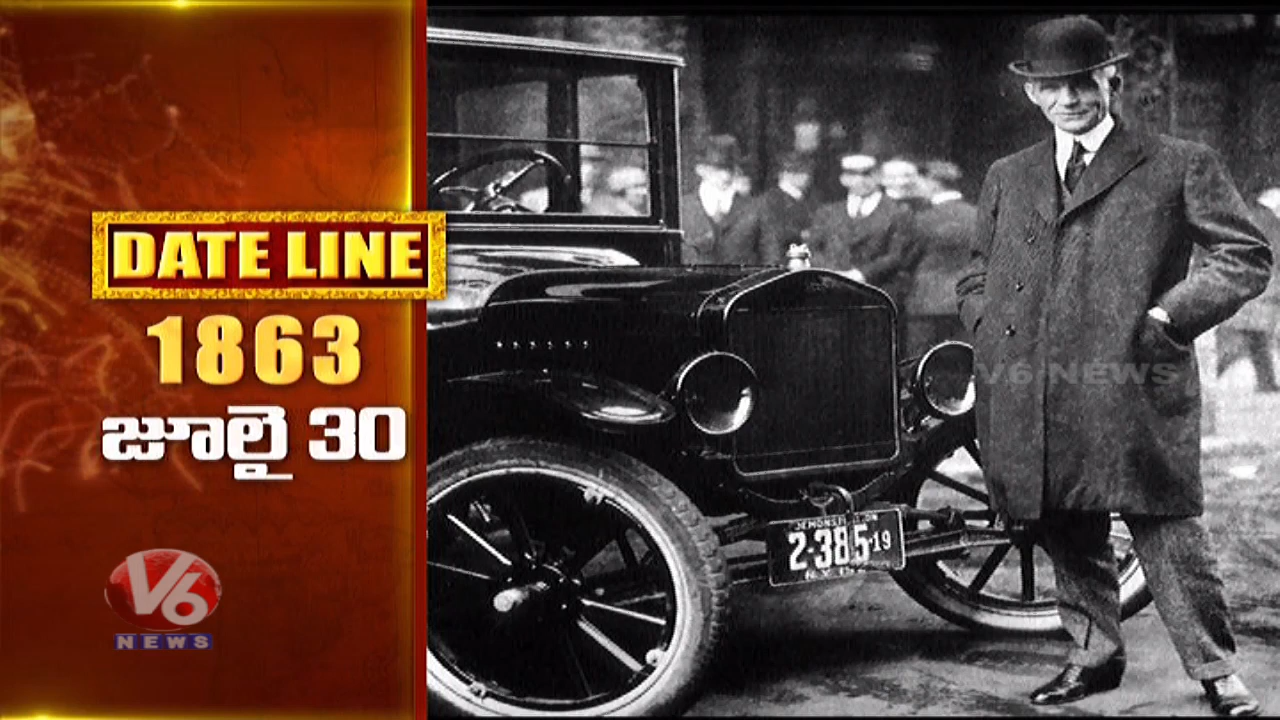 DATE LINE
1863
జూలై 30
V6
NEWS
V6 NEWS
2-385-19